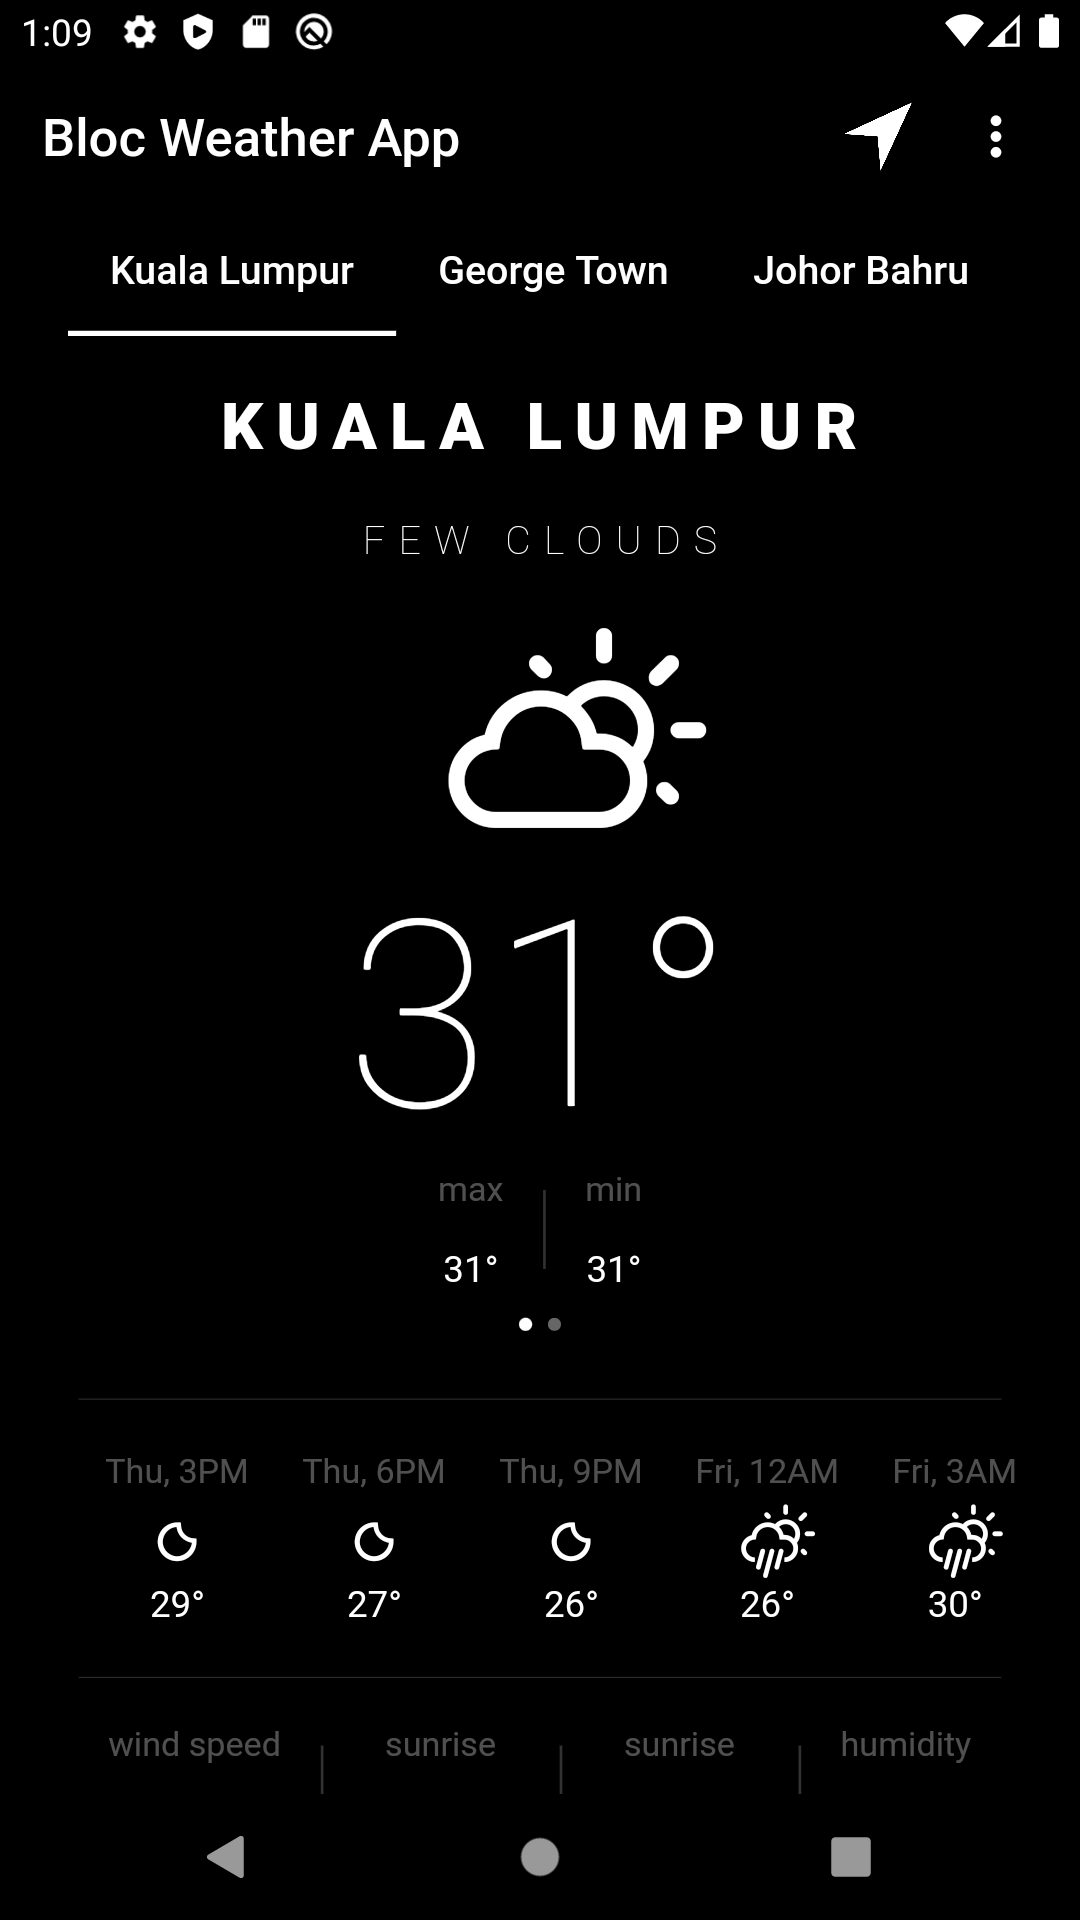 1:09
Bloc Weather App
Kuala Lumpur George Town Johor Bahru
KUALA LUMPUR
FEW CLOUDS
31°
max min
31° 31°
Thu, 3PM Thu, 6PM Thu, 9PM Fri, 12AM Fri, 3AM
29° 27° 26° 26° 30°
wind speed sunrise sunrise humidity